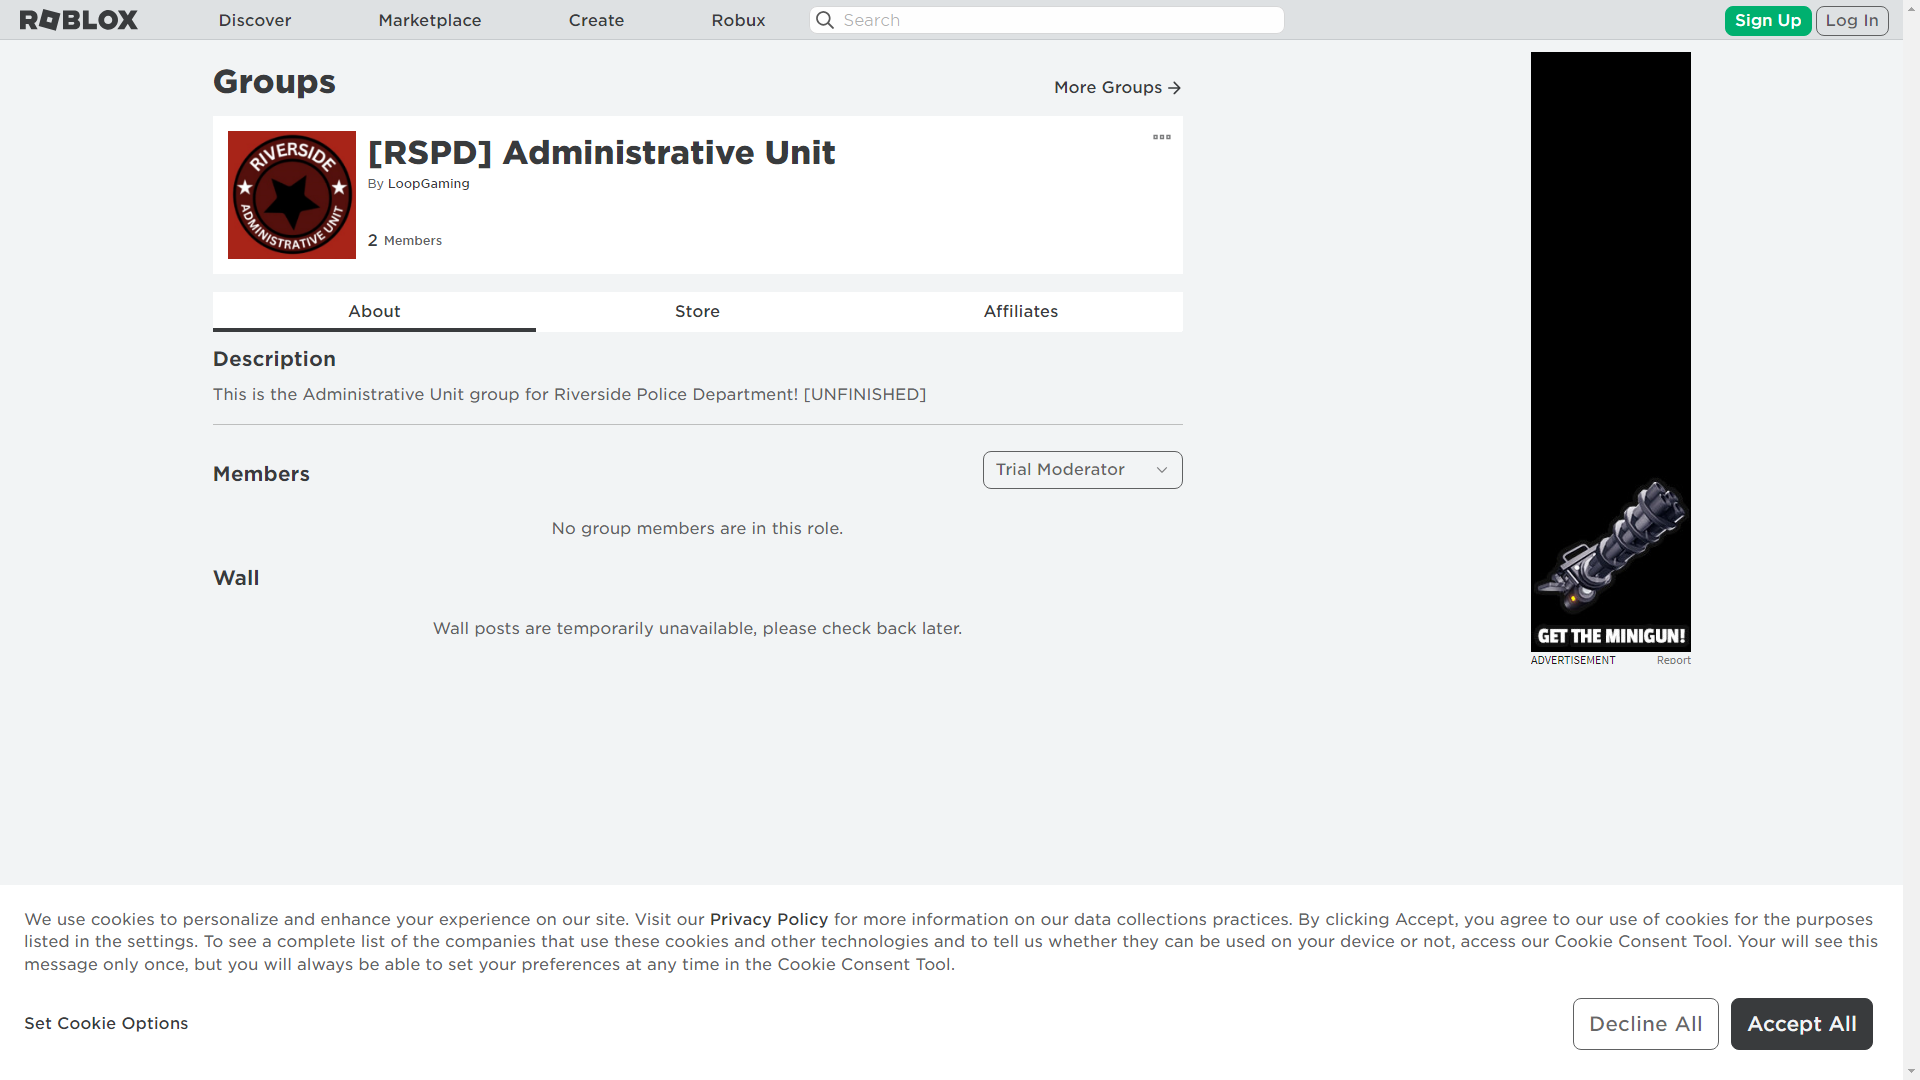 ROBLOX
Discover
Marketplace
Create
Robux
Search
Sign Up
Log In
Groups
More Groups
RIVERSIDE
ADMINISTRATIVE UNIT
[RSPD] Administrative Unit
By LoopGaming
2 Members
About
Store
Affiliates
Description
This is the Administrative Unit group for Riverside Police Department! [UNFINISHED]
Members
Trial Moderator
No group members are in this role.
Wall
Wall posts are temporarily unavailable, please check back later.
GET THE MINIGUN!
ADVERTISEMENT
Report
We use cookies to personalize and enhance your experience on our site. Visit our Privacy Policy for more information on our data collections practices. By clicking Accept, you agree to our use of cookies for the purposes
listed in the settings. To see a complete list of the companies that use these cookies and other technologies and to tell us whether they can be used on your device or not, access our Cookie Consent Tool. Your will see this
message only once, but you will always be able to set your preferences at any time in the Cookie Consent Tool.
Set Cookie Options
Decline All
Accept All